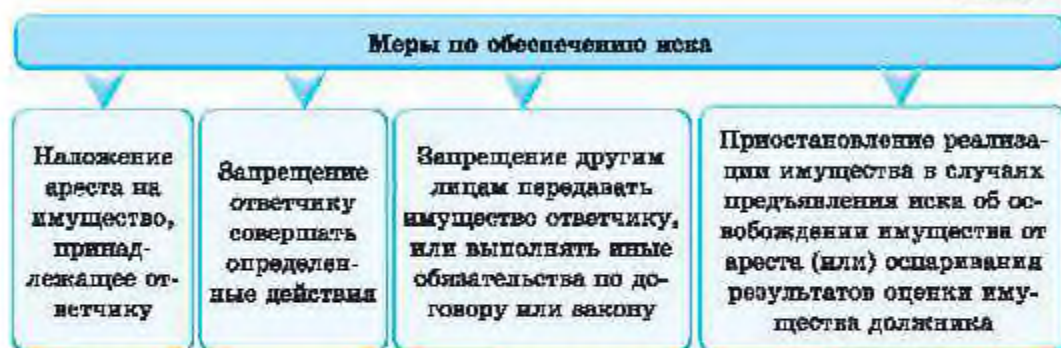 Меры по обеспечению иска
Наложение
ареста на
имущество,
принад-
лежащее от-
ветчику
Запрещение
ответчику
совершать
определен-
ные действия
Запрещение другим
лицам передавать
имущество ответчику,
или выполнять иные
обязательства по до-
говору или закону
Приостановление реализа-
ции имущества в случаях
предъявления иска об ос-
вобождении имущества от
ареста (или) оспаривания
результатов оценки иму-
щества должника